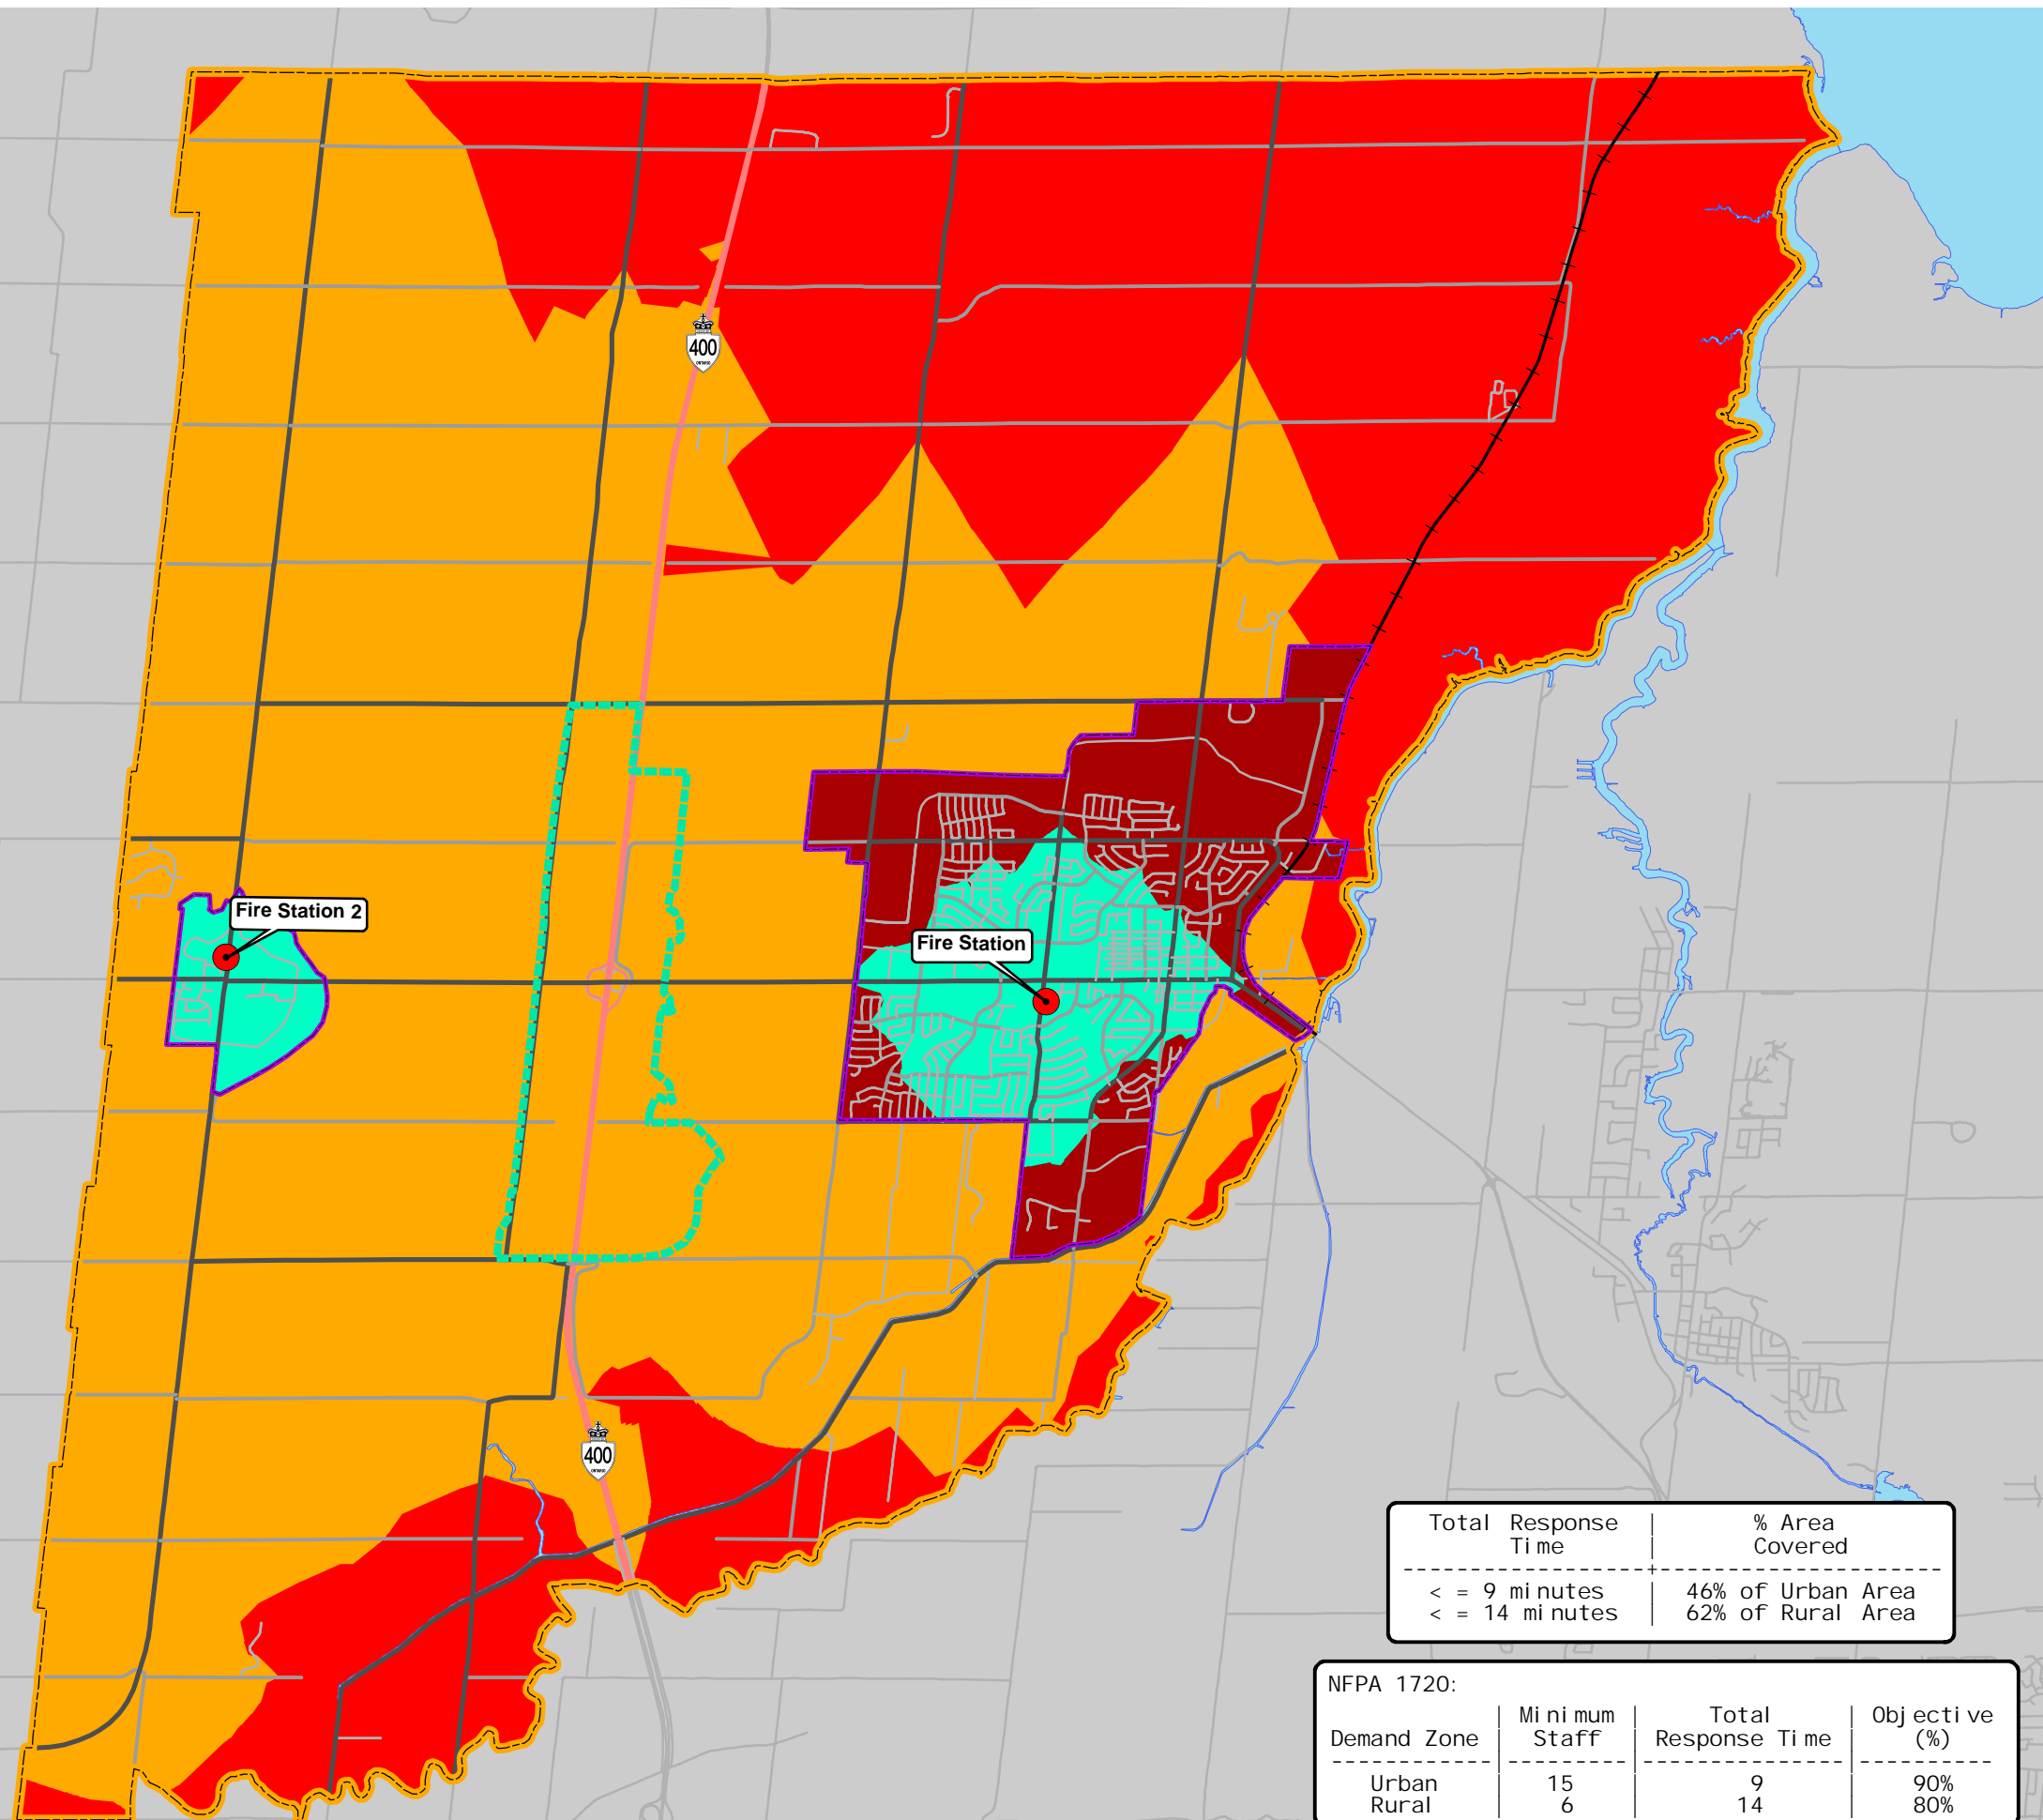 400
ONTARIO
Fire Station 2
Fire Station
400
ONTARIO
Total Response | % Area
Time | Covered
< = 9 minutes | 46% of Urban Area
< = 14 minutes | 62% of Rural Area
NFPA 1720:
Minimum | Total | Objective
Demand Zone | Staff | Response Time | (%)
Urban | 15 | 9 | 90%
Rural | 6 | 14 | 80%